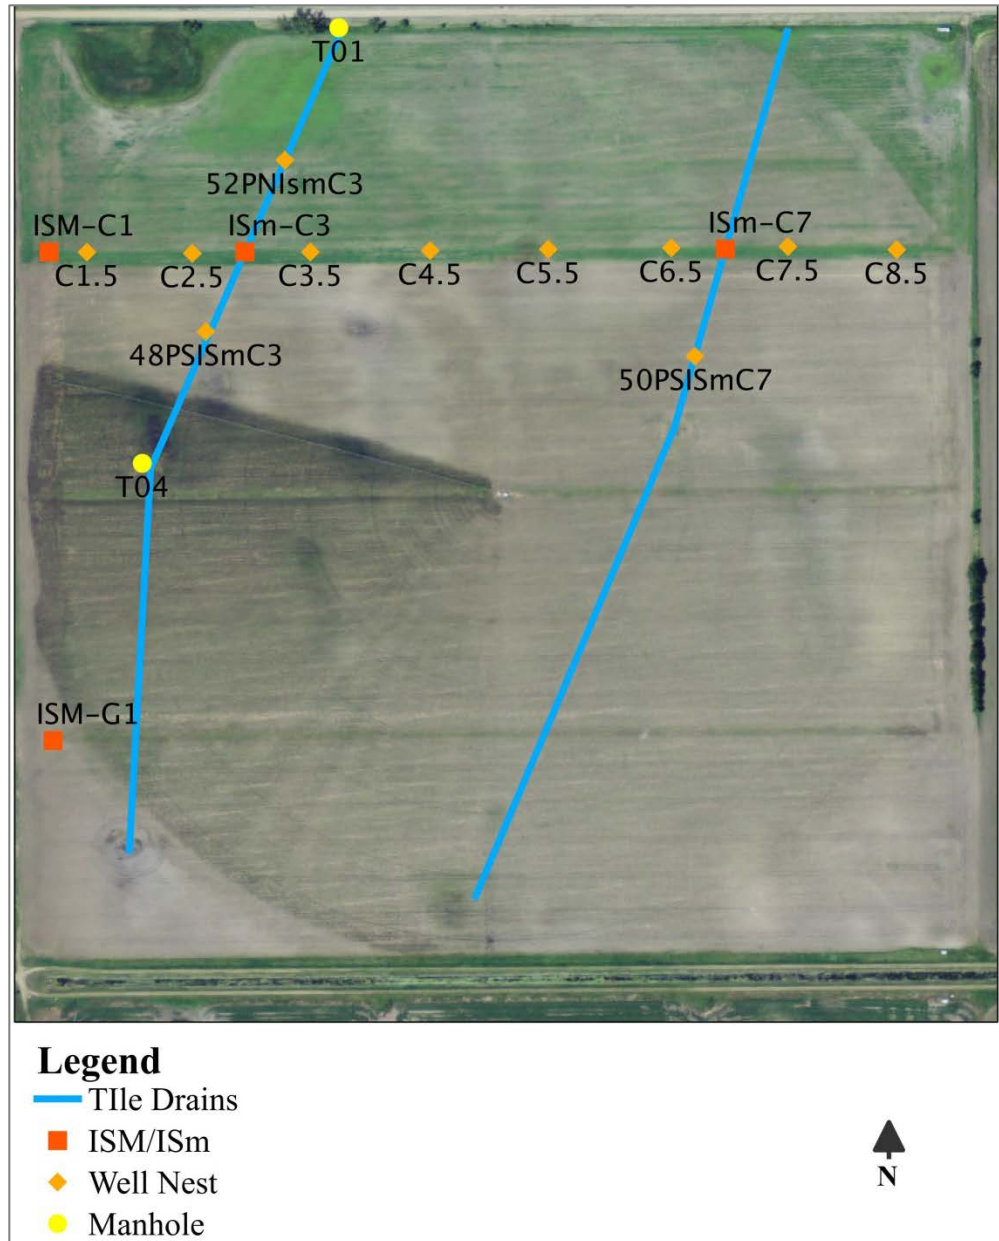 T01
52PNIsmC3
ISM-C1 ISm-C3 ISm-C7
C1.5 C2.5 C3.5 C4.5 C5.5 C6.5 C7.5 C8.5
48PSISmC3
50PSISmC7
T04
ISM-G1
Legend
TIle Drains
ISM/ISm
Well Nest
Manhole
N